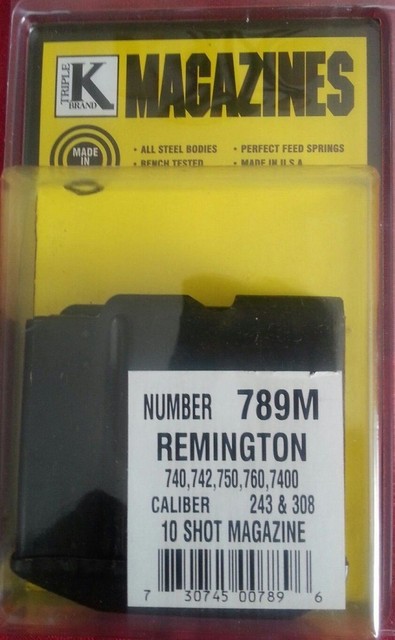 TRIPLE K BRAND
MAGAZINES
MADE IN
• ALL STEEL BODIES • PERFECT FEED SPRINGS
• BENCH TESTED • MADE IN U.S.A.
NUMBER 789M
REMINGTON
740,742,750,760,7400
CALIBER 243 & 308
10 SHOT MAGAZINE
7 30745 00789 6